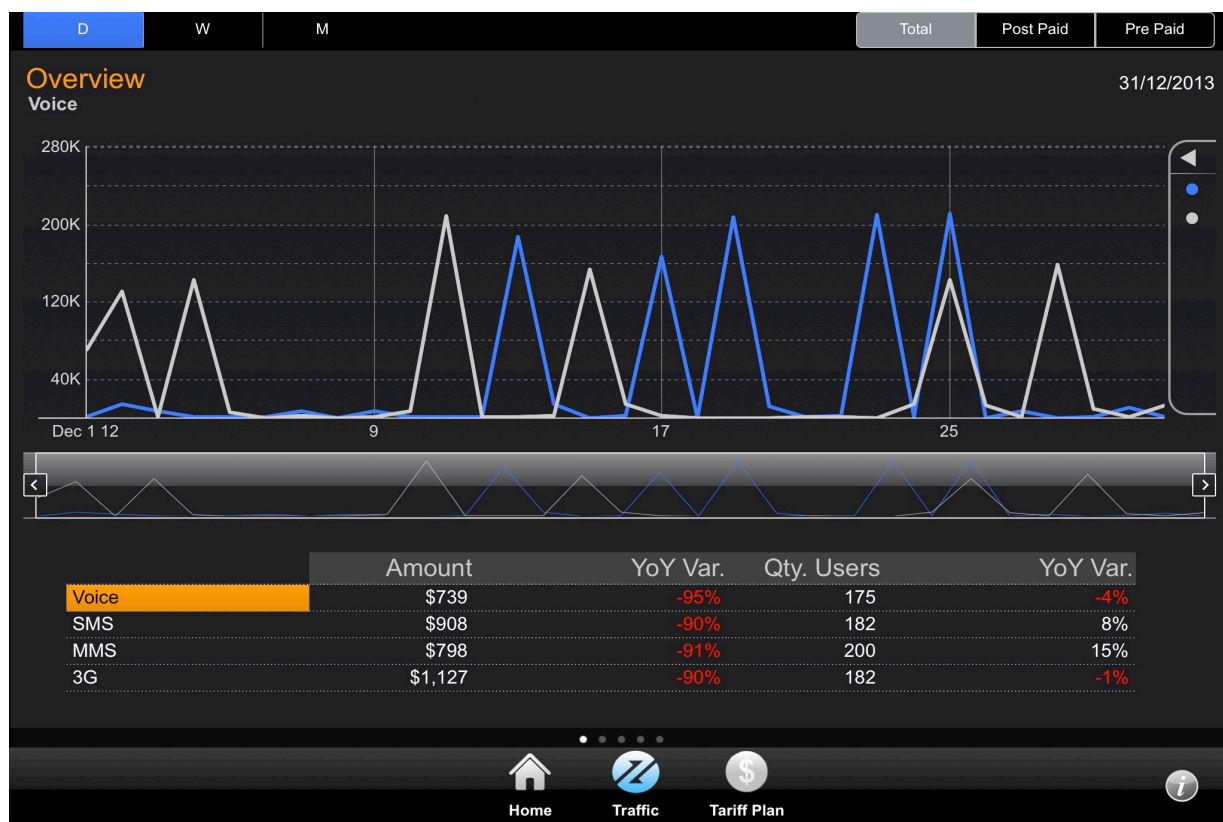 D W M Total Post Paid Pre Paid
Overview 31/12/2013
Voice
280K
200K
120K
40K
Dec 1 12 9 17 25
Amount YoY Var. Qty. Users YoY Var.
Voice $739 -95% 175 -4%
SMS $908 -90% 182 8%
MMS $798 -91% 200 15%
3G $1,127 -90% 182 -1%
$
i
Home Traffic Tariff Plan